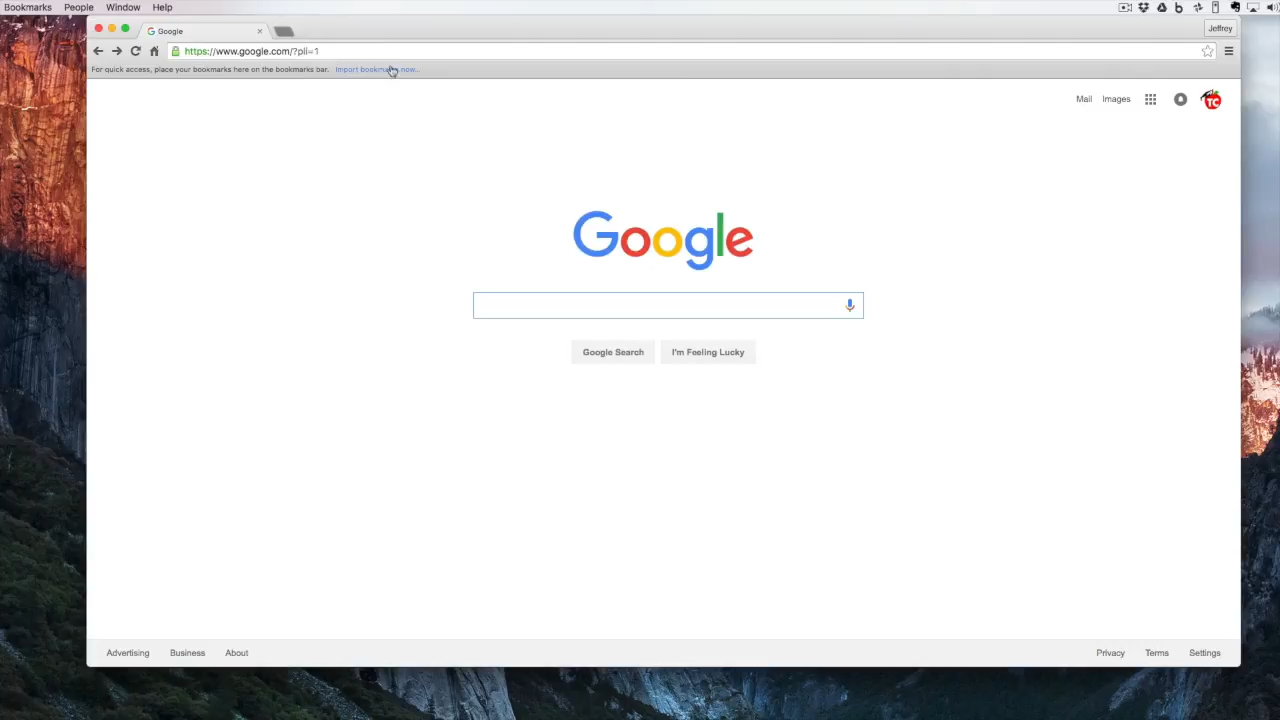 Bookmarks People Window Help
Google
Jeffrey
https://www.google.com/?pli=1
For quick access, place your bookmarks here on the bookmarks bar. Import bookmarks now...
Mail Images
TC
Google
Google Search I'm Feeling Lucky
Advertising Business About Privacy Terms Settings